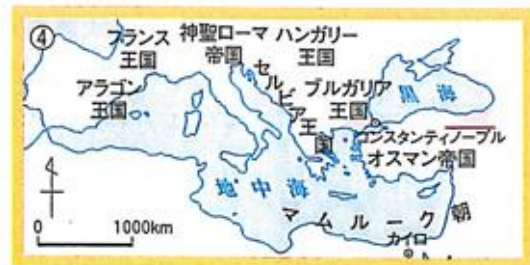 ④
フランス
王国
神聖ローマ
帝国
ハンガリー
王国
アラゴン
王国
セルビア王国
ブルガリア
王国
黒海
コンスタンティノープル
オスマン帝国
地中海
マムルーク朝
カイロ
0 1000km